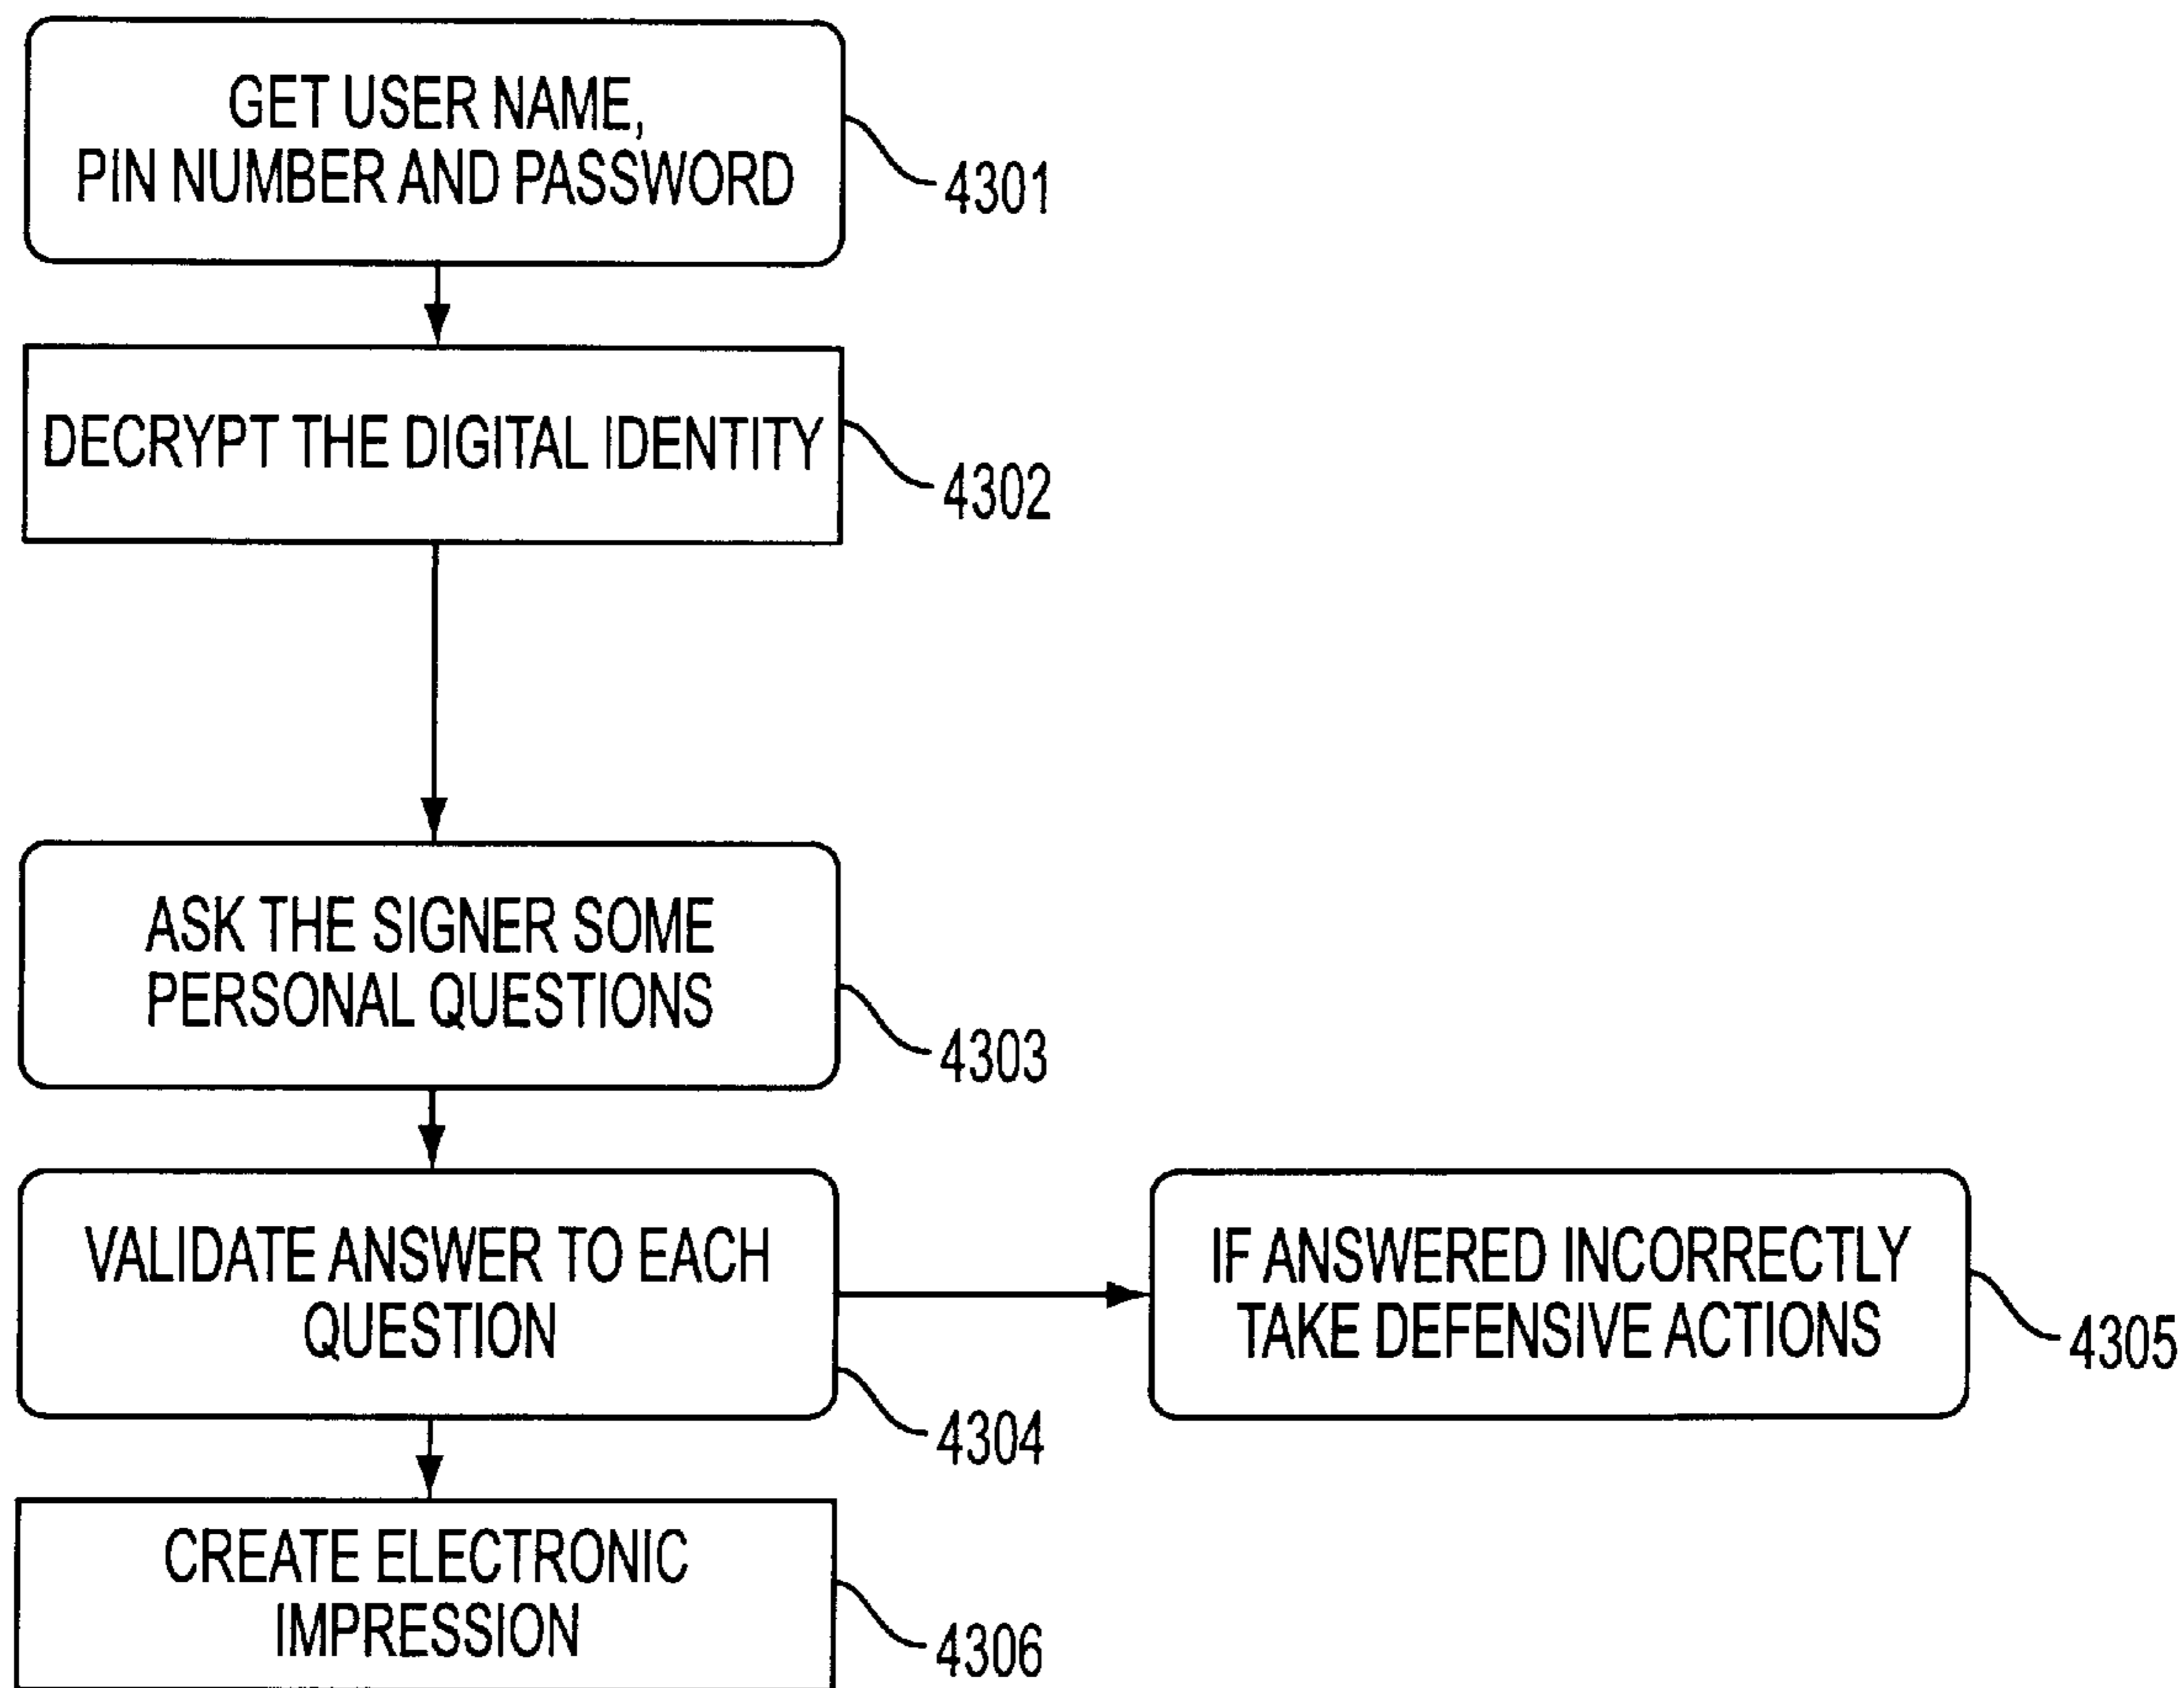 GET USER NAME,
PIN NUMBER AND PASSWORD
4301
DECRYPT THE DIGITAL IDENTITY
4302
ASK THE SIGNER SOME
PERSONAL QUESTIONS
4303
VALIDATE ANSWER TO EACH
QUESTION
4304
IF ANSWERED INCORRECTLY
TAKE DEFENSIVE ACTIONS
4305
CREATE ELECTRONIC
IMPRESSION
4306